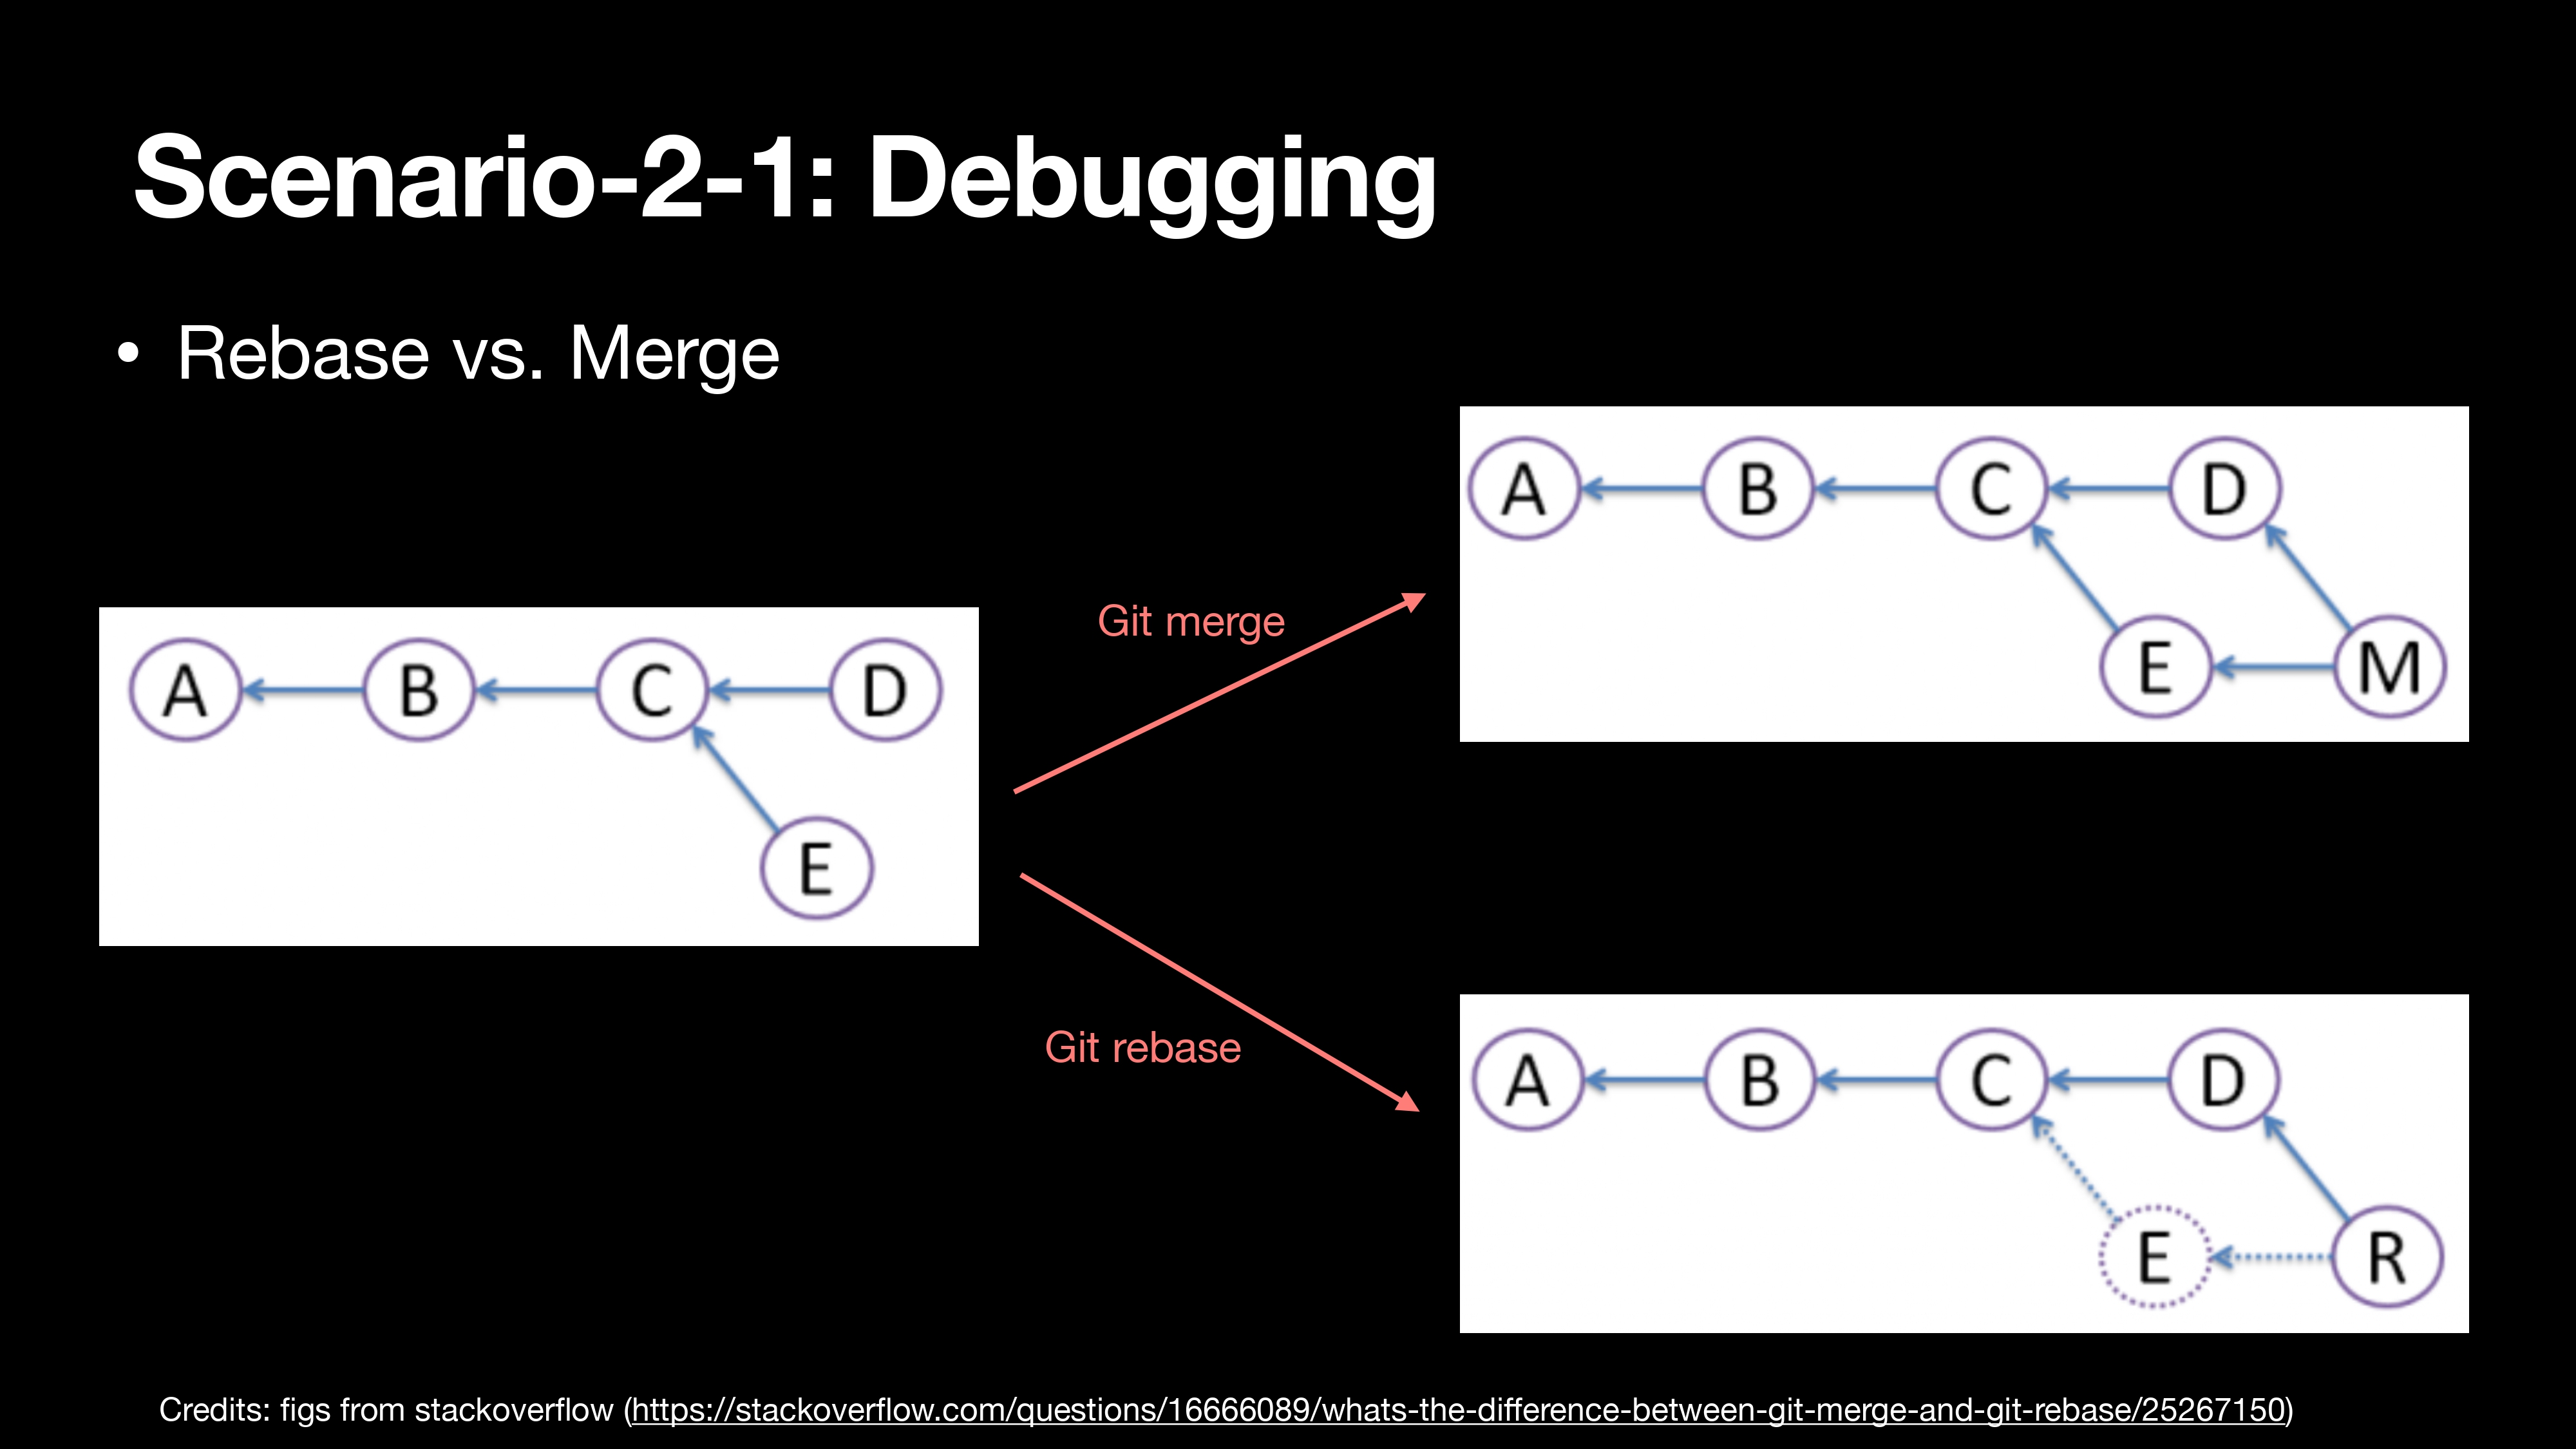 Scenario-2-1: Debugging
• Rebase vs. Merge
A B C D
E
Git merge
A B C D
E M
Git rebase
A B C D
E R
Credits: figs from stackoverflow (https://stackoverflow.com/questions/16666089/whats-the-difference-between-git-merge-and-git-rebase/25267150)